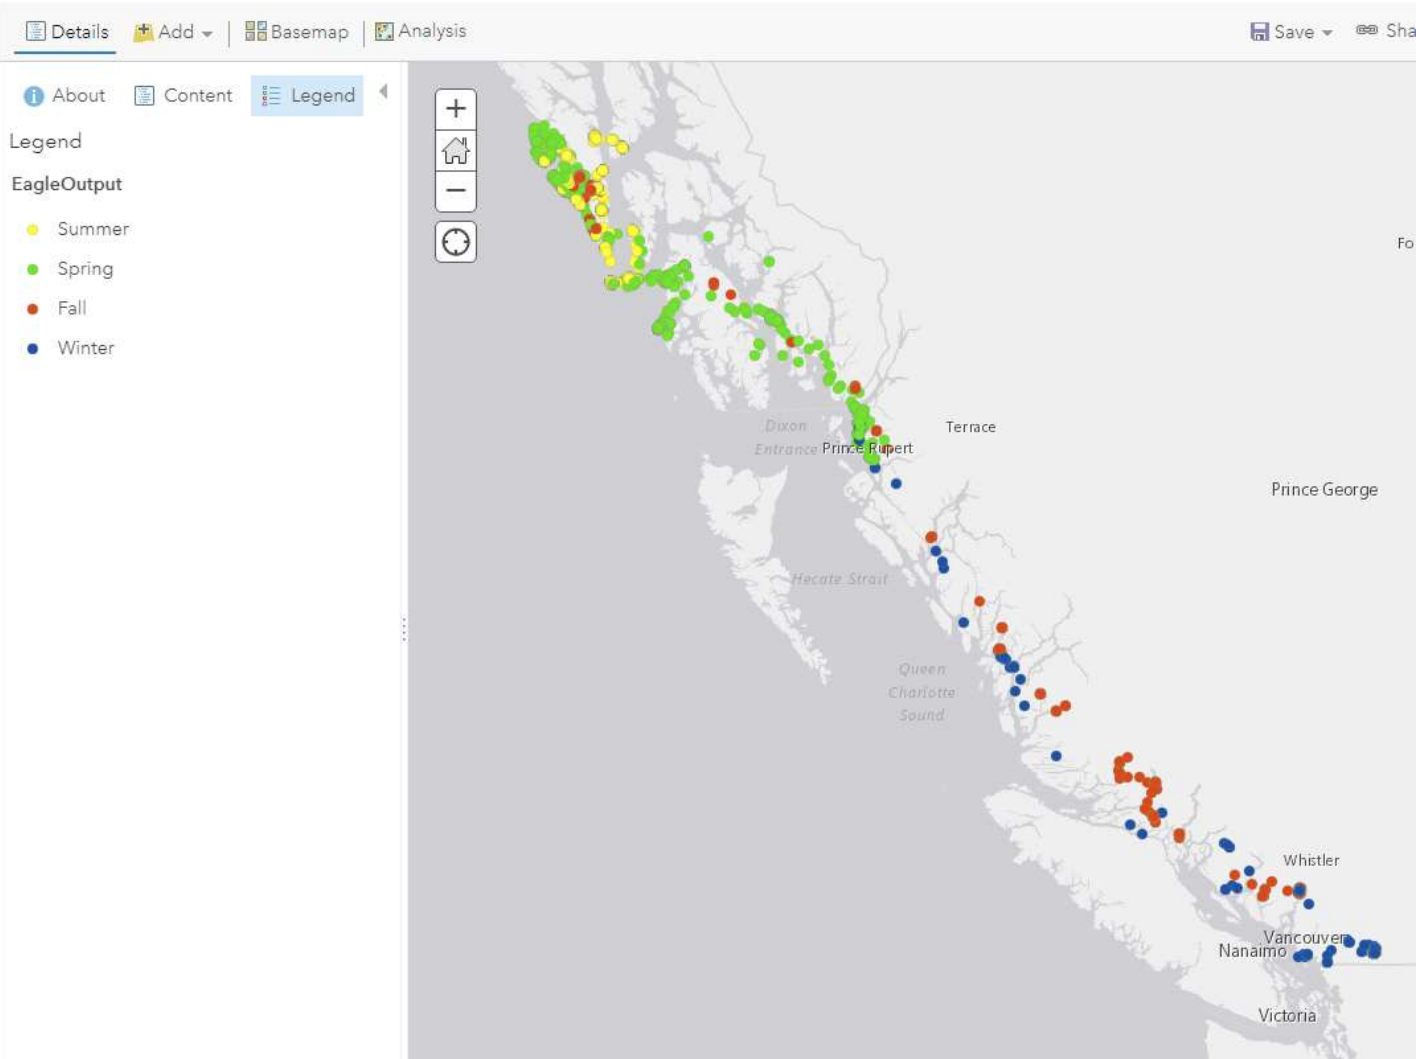 Details Add Basemap Analysis Save Sha
About Content Legend
Legend
EagleOutput
Summer
Spring
Fall
Winter
+
−
Fo
Dixon
Entrance
Prince Rupert
Terrace
Prince George
Hecate Strait
Queen
Charlotte
Sound
Whistler
Vancouver
Nanaimo
Victoria